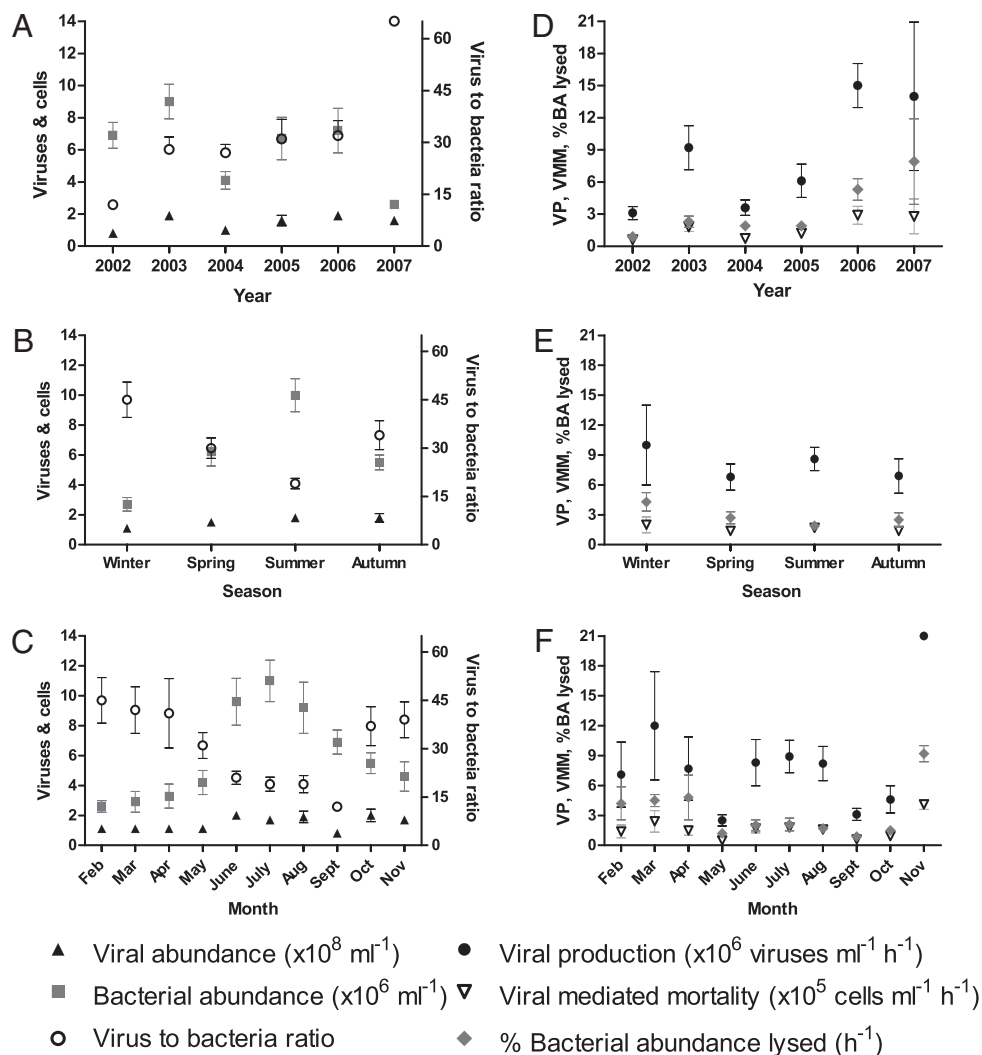 A
14
12
10
8
6
4
2
0
Viruses & cells
60
45
30
15
0
Virus to bacteia ratio
2002 2003 2004 2005 2006 2007
Year
D
21
18
15
12
9
6
3
0
VP, VMM, %BA lysed
2002 2003 2004 2005 2006 2007
Year
B
14
12
10
8
6
4
2
0
Viruses & cells
60
45
30
15
0
Virus to bacteia ratio
Winter Spring Summer Autumn
Season
E
21
18
15
12
9
6
3
0
VP, VMM, %BA lysed
Winter Spring Summer Autumn
Season
C
14
12
10
8
6
4
2
0
Viruses & cells
60
45
30
15
0
Virus to bacteia ratio
Feb Mar Apr May June July Aug Sept Oct Nov
Month
F
21
18
15
12
9
6
3
0
VP, VMM, %BA lysed
Feb Mar Apr May June July Aug Sept Oct Nov
Month
▲ Viral abundance (x10⁸ ml⁻¹)
■ Bacterial abundance (x10⁶ ml⁻¹)
○ Virus to bacteria ratio
● Viral production (x10⁶ viruses ml⁻¹ h⁻¹)
▽ Viral mediated mortality (x10⁵ cells ml⁻¹ h⁻¹)
◆ % Bacterial abundance lysed (h⁻¹)